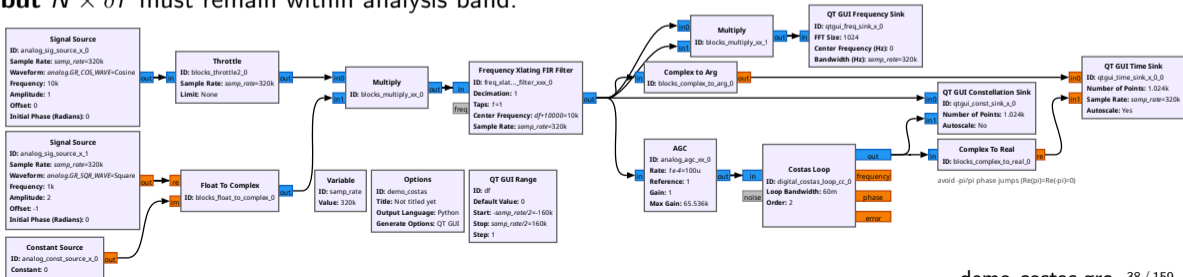 but N × δf must remain within analysis band.
Signal Source
ID: analog_sig_source_x_0
Sample Rate: samp_rate=320k
Waveform: analog.GR_COS_WAVE=Cosine
Frequency: 10k
Amplitude: 1
Offset: 0
Initial Phase (Radians): 0
out
in
Throttle
ID: blocks_throttle2_0
Sample Rate: samp_rate=320k
Limit: None
out
Signal Source
ID: analog_sig_source_x_1
Sample Rate: samp_rate=320k
Waveform: analog.GR_SQR_WAVE=Square
Frequency: 1k
Amplitude: 2
Offset: -1
Initial Phase (Radians): 0
out
Constant Source
ID: analog_const_source_x_0
Constant: 0
out
re
im
Float To Complex
ID: blocks_float_to_complex_0
out
in0
in1
Multiply
ID: blocks_multiply_xx_0
out
Variable
ID: samp_rate
Value: 320k
Options
ID: demo_costas
Title: Not titled yet
Output Language: Python
Generate Options: QT GUI
QT GUI Range
ID: df
Default Value: 0
Start: -samp_rate/2=-160k
Stop: samp_rate/2=160k
Step: 1
in
freq
Frequency Xlating FIR Filter
ID: freq_xlat..._filter_xxx_0
Decimation: 1
Taps: 1=1
Center Frequency: df+10000=10k
Sample Rate: samp_rate=320k
out
in0
in1
Multiply
ID: blocks_multiply_xx_1
out
in
QT GUI Frequency Sink
ID: qtgui_freq_sink_x_0
FFT Size: 1024
Center Frequency (Hz): 0
Bandwidth (Hz): samp_rate=320k
in
Complex to Arg
ID: blocks_complex_to_arg_0
out
in
AGC
ID: analog_agc_xx_0
Rate: 1e-4=100u
Reference: 1
Gain: 1
Max Gain: 65.536k
out
in
noise
Costas Loop
ID: digital_costas_loop_cc_0
Loop Bandwidth: 60m
Order: 2
out
frequency
phase
error
in0
in1
QT GUI Constellation Sink
ID: qtgui_const_sink_x_0
Number of Points: 1.024k
Autoscale: No
in
Complex To Real
ID: blocks_complex_to_real_0
re
avoid -pi/pi phase jumps (Re(pi)=Re(-pi)=0)
in0
in1
QT GUI Time Sink
ID: qtgui_time_sink_x_0
Number of Points: 1.024k
Sample Rate: samp_rate=320k
Autoscale: Yes
demo_costas.grc
38 / 159